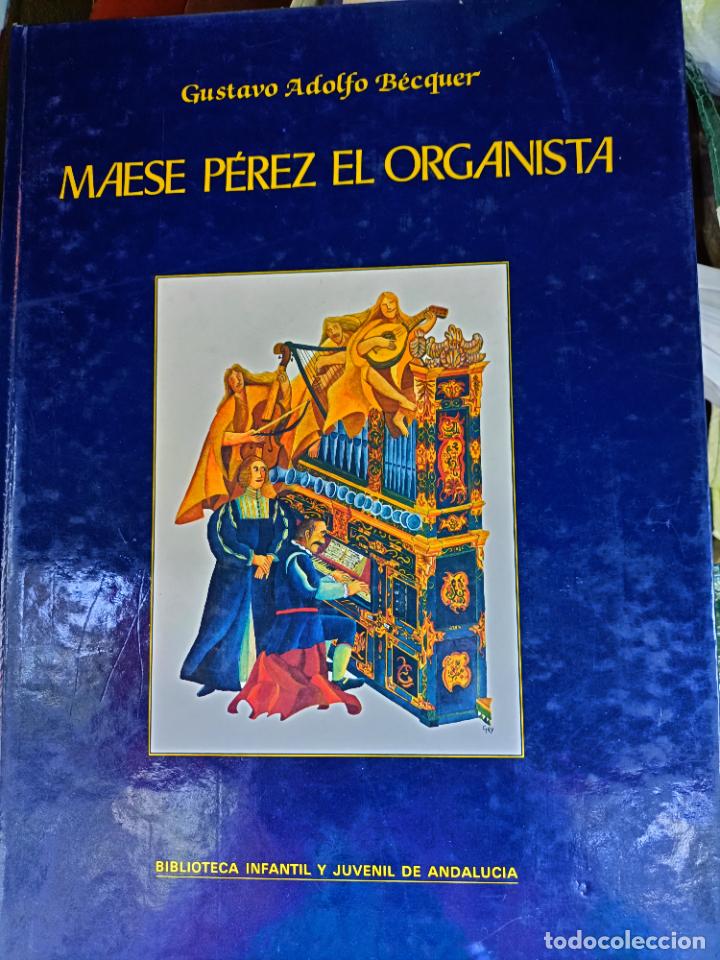 Gustavo Adolfo Bécquer
MAESE PÉREZ EL ORGANISTA
BIBLIOTECA INFANTIL Y JUVENIL DE ANDALUCIA
todocoleccion